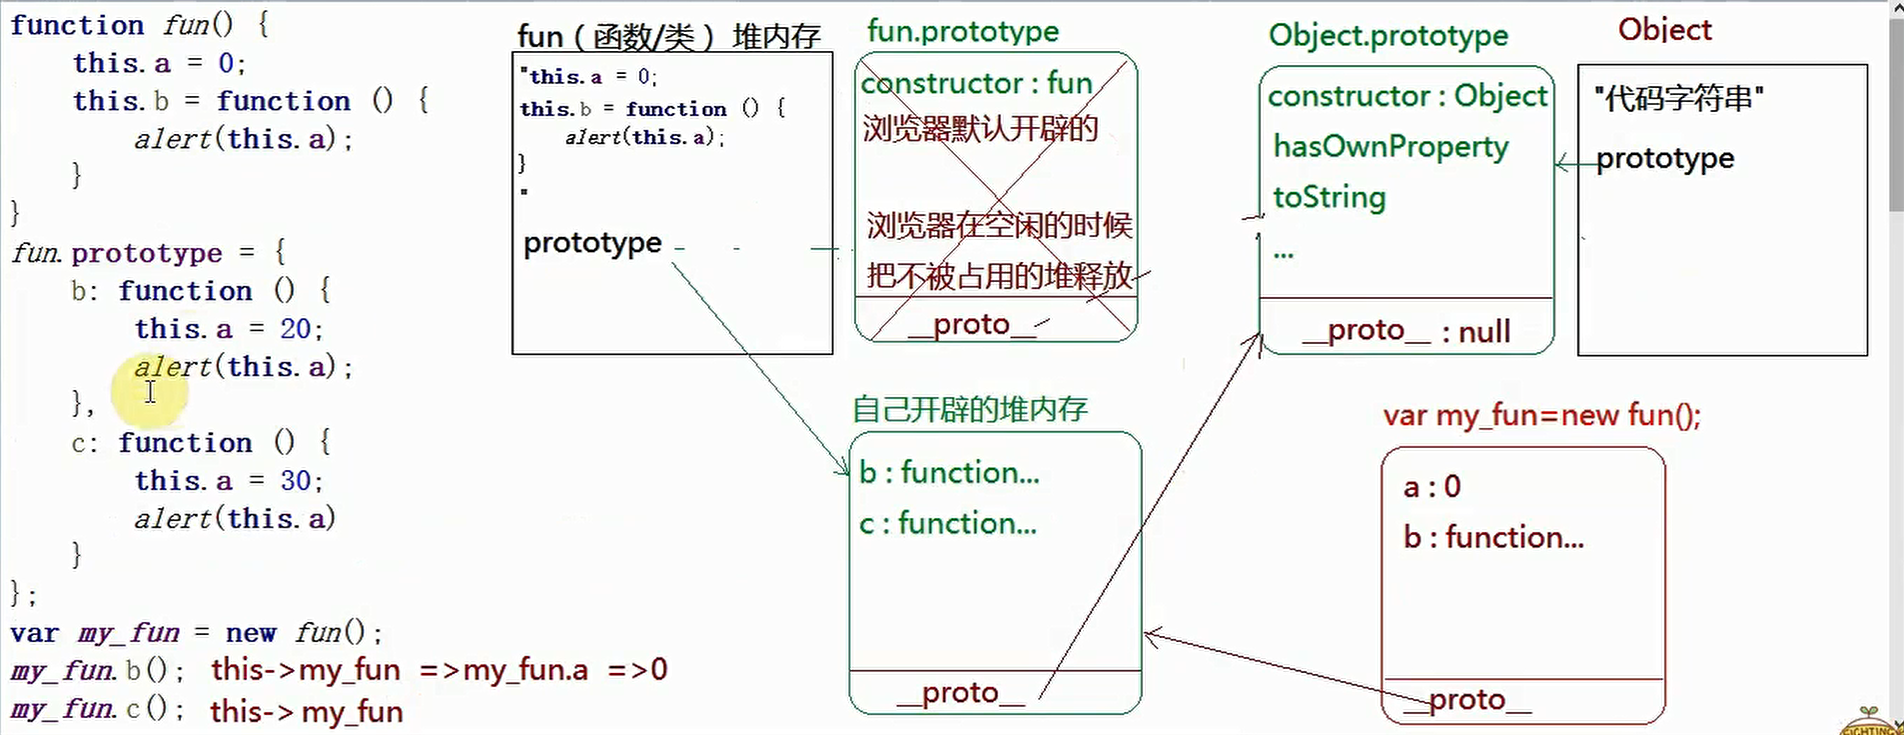 function fun() {
this.a = 0;
this.b = function () {
alert(this.a);
}
}
fun.prototype = {
b: function () {
this.a = 20;
alert(this.a);
},
c: function () {
this.a = 30;
alert(this.a)
}
};
var my_fun = new fun();
my_fun.b(); this->my_fun =>my_fun.a =>0
my_fun.c(); this-> my_fun
fun（函数/类）堆内存
"this.a = 0;
this.b = function () {
alert(this.a);
}
"
prototype
fun.prototype
constructor : fun
浏览器默认开辟的
浏览器在空闲的时候
把不被占用的堆释放
__proto__
Object.prototype
constructor : Object
hasOwnProperty
toString
...
__proto__ : null
Object
"代码字符串"
prototype
自己开辟的堆内存
b : function...
c : function...
__proto__
var my_fun=new fun();
a : 0
b : function...
__proto__
FIGHTING